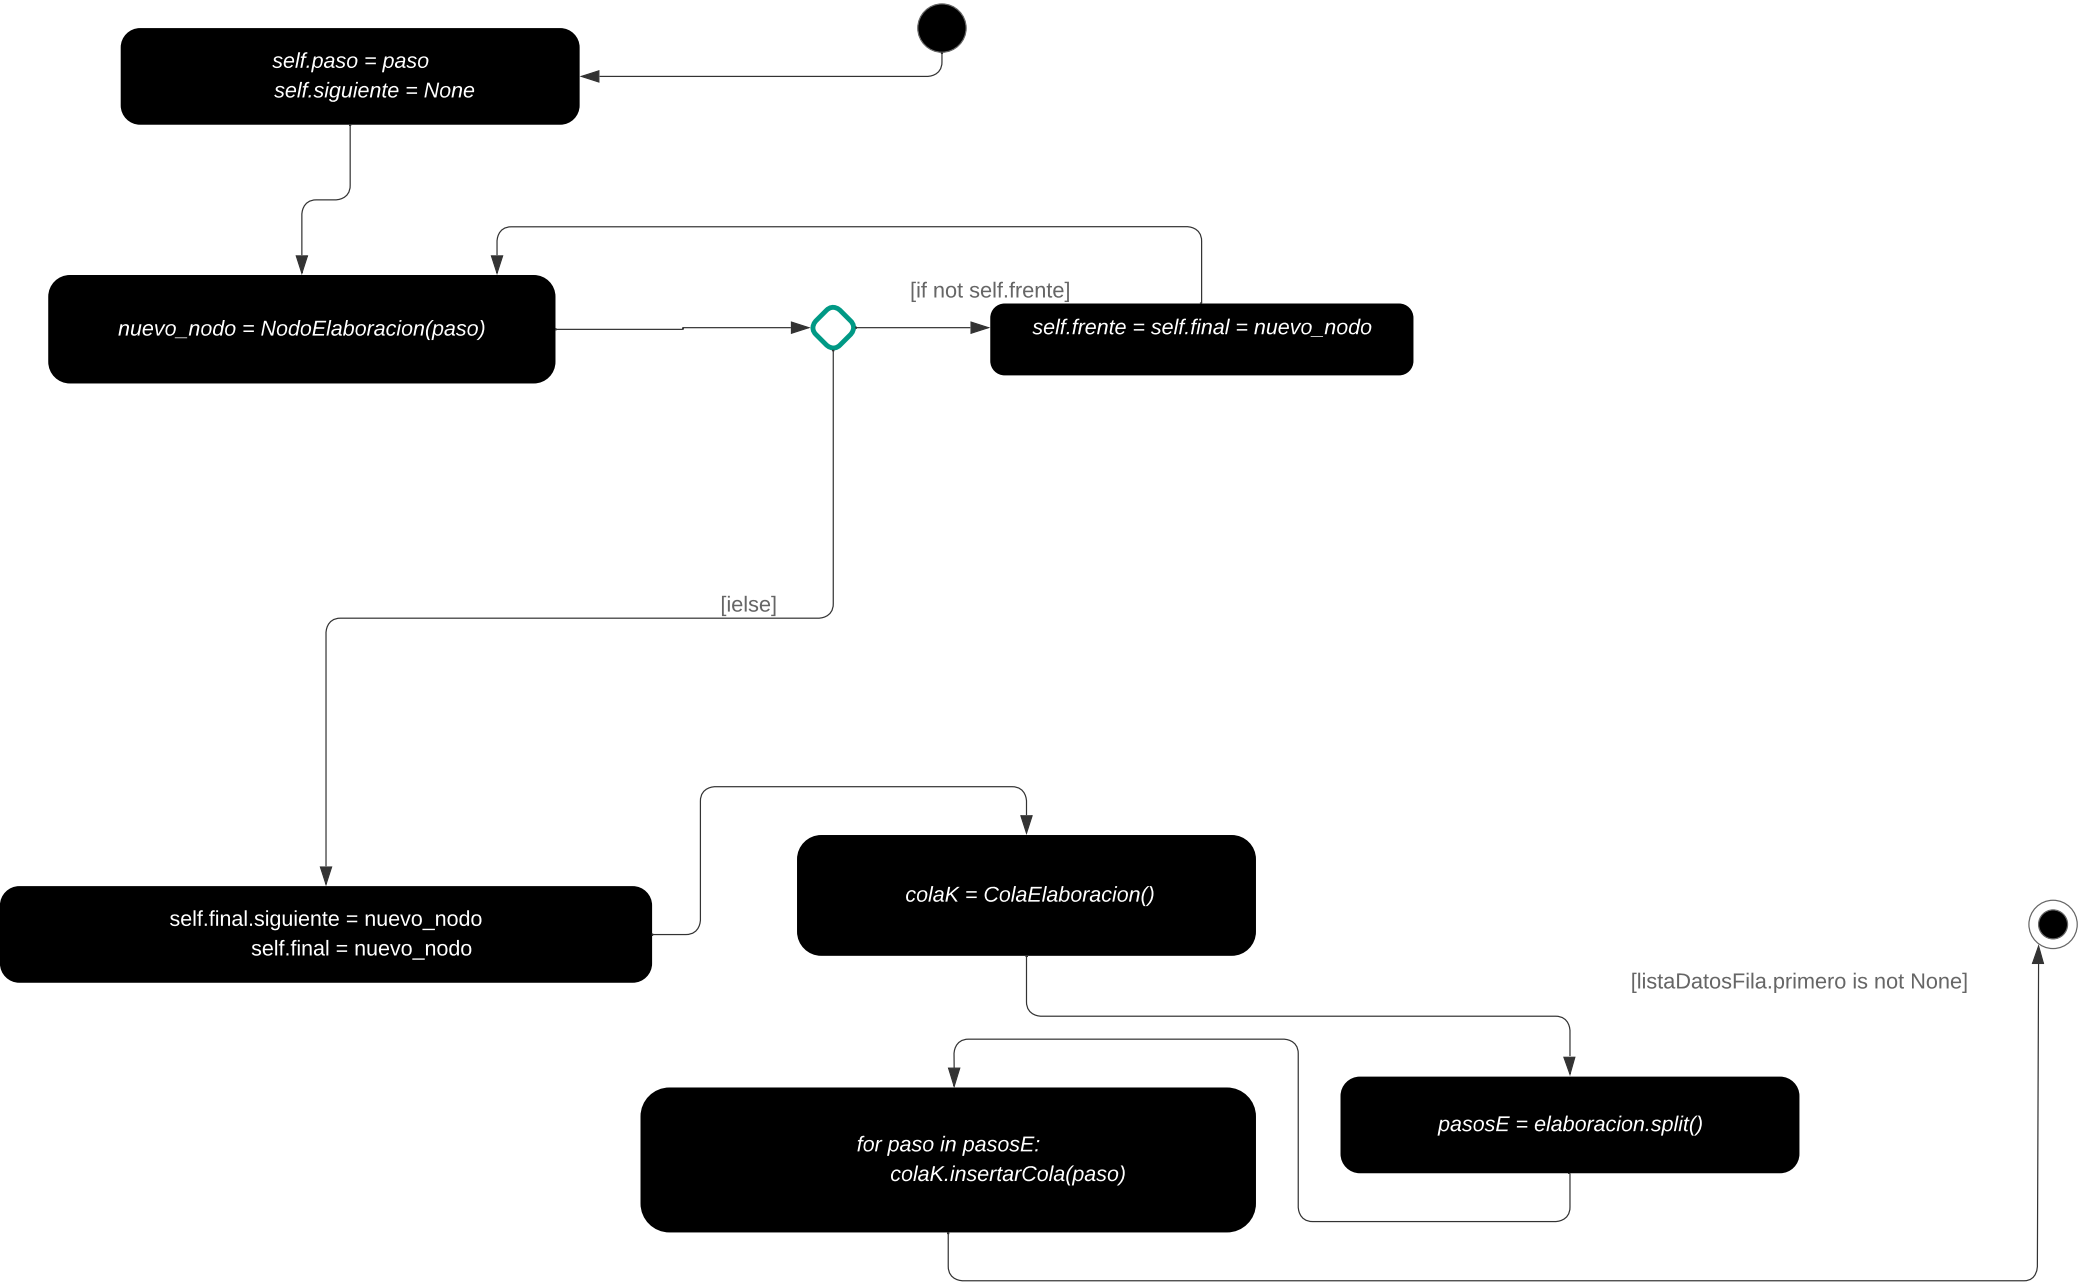 self.paso = paso
self.siguiente = None
[if not self.frente]
nuevo_nodo = NodoElaboracion(paso)
self.frente = self.final = nuevo_nodo
[ielse]
self.final.siguiente = nuevo_nodo
self.final = nuevo_nodo
colaK = ColaElaboracion()
[listaDatosFila.primero is not None]
pasosE = elaboracion.split()
for paso in pasosE:
colaK.insertarCola(paso)